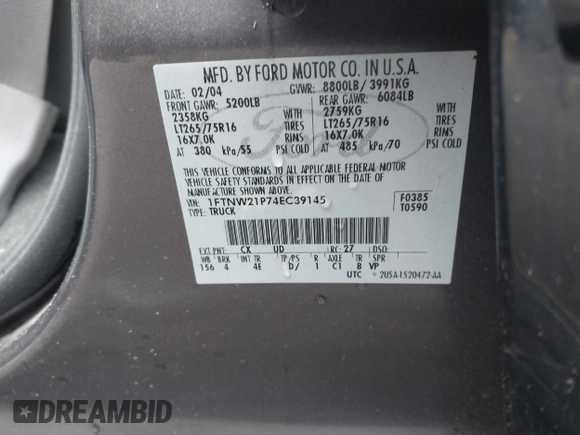 MFD. BY FORD MOTOR CO. IN U.S.A.
DATE: 02/04 GVWR: 8800LB/ 3991KG
FRONT GAWR: 5200LB REAR GAWR: 6084LB
2358KG 2759KG
LT265/75R16 TIRES LT265/75R16 TIRES
16X7.0K RIMS 16X7.0K RIMS
AT 380 kPa/55 PSI COLD AT 485 kPa/70 PSI COLD
Ford
THIS VEHICLE CONFORMS TO ALL APPLICABLE FEDERAL MOTOR
VEHICLE SAFETY STANDARDS IN EFFECT ON THE DATE OF
MANUFACTURE SHOWN ABOVE.
VIN: 1FTNW21P74EC39145 F0385
TYPE: TRUCK T0590
EXT PNT: CX UD RC: 27 DSO:
WB BRK INT TR TP/PS R AXLE TR SPR
156 4 4E D/ 1 C1 B VP
UTC 2U5A-1520472-AA
DREAMBID